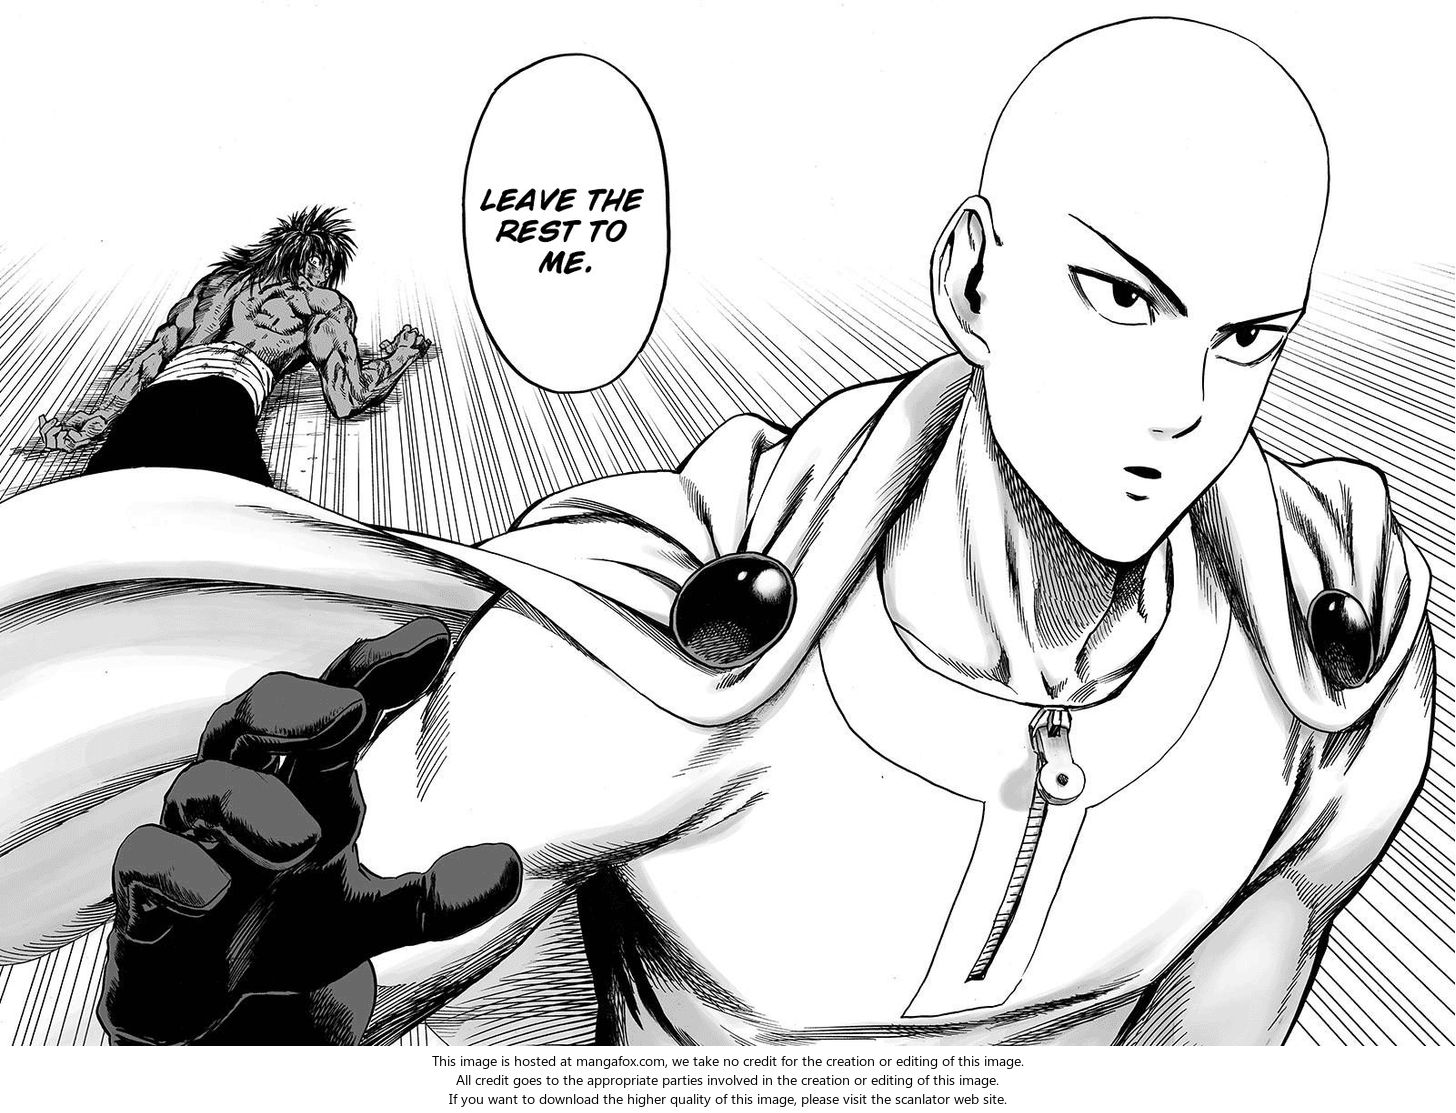 LEAVE THE
REST TO
ME.
This image is hosted at mangafox.com, we take no credit for the creation or editing of this image.
All credit goes to the appropriate parties involved in the creation or editing of this image.
If you want to download the higher quality of this image, please visit the scanlator web site.